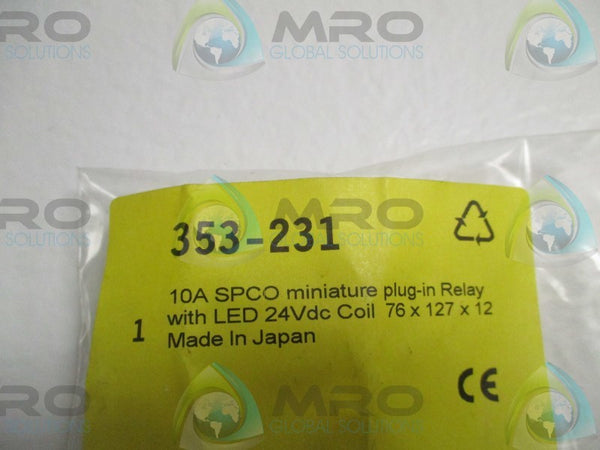 353-231
10A SPCO miniature plug-in Relay
with LED 24Vdc Coil 76 x 127 x 12
1
Made In Japan
CE
MRO
GLOBAL SOLUTIONS